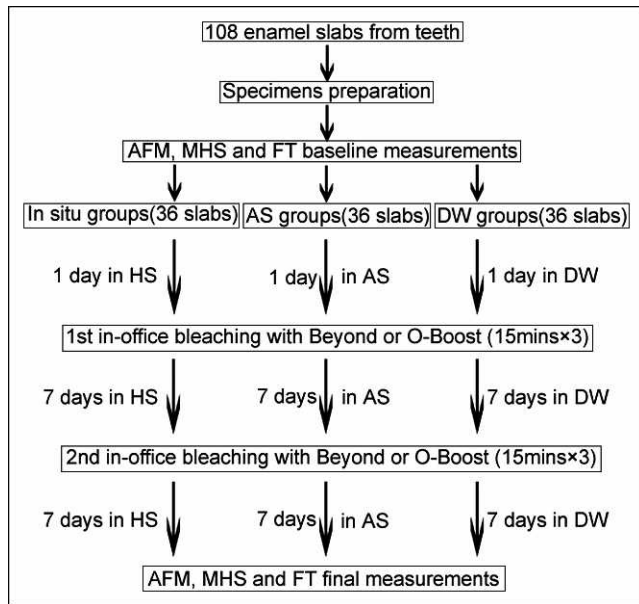 108 enamel slabs from teeth
Specimens preparation
AFM, MHS and FT baseline measurements
In situ groups(36 slabs) AS groups(36 slabs) DW groups(36 slabs)
1 day in HS 1 day in AS 1 day in DW
1st in-office bleaching with Beyond or O-Boost (15mins×3)
7 days in HS 7 days in AS 7 days in DW
2nd in-office bleaching with Beyond or O-Boost (15mins×3)
7 days in HS 7 days in AS 7 days in DW
AFM, MHS and FT final measurements